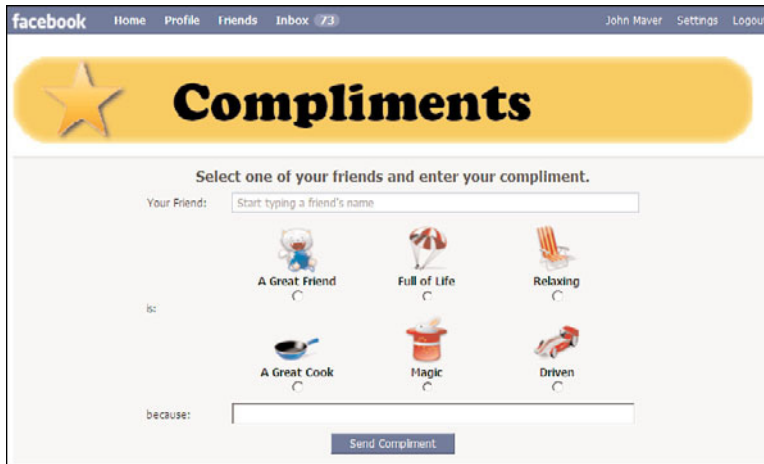 facebook Home Profile Friends Inbox 73 John Maver Settings Logout
Compliments
Select one of your friends and enter your compliment.
Your Friend: Start typing a friend's name
A Great Friend Full of Life Relaxing
is:
A Great Cook Magic Driven
because:
Send Compliment